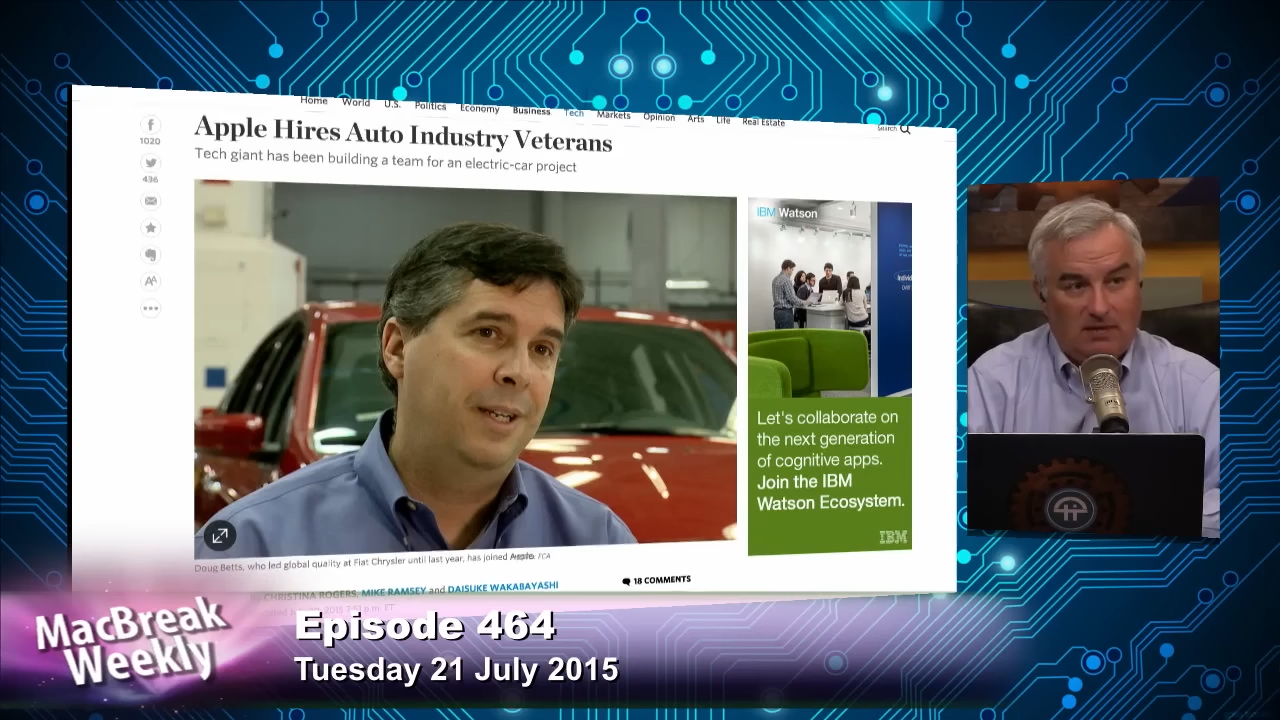 Home World U.S. Politics Economy Business Tech Markets Opinion Arts Life Real Estate
Search
Apple Hires Auto Industry Veterans
Tech giant has been building a team for an electric-car project
1020
436
AA
IBM Watson
Let's collaborate on
the next generation
of cognitive apps.
Join the IBM
Watson Ecosystem.
IBM
Doug Betts, who led global quality at Fiat Chrysler until last year, has joined Apple. FCA
CHRISTINA ROGERS, MIKE RAMSEY and DAISUKE WAKABAYASHI
18 COMMENTS
MacBreak
Weekly
Episode 464
Tuesday 21 July 2015